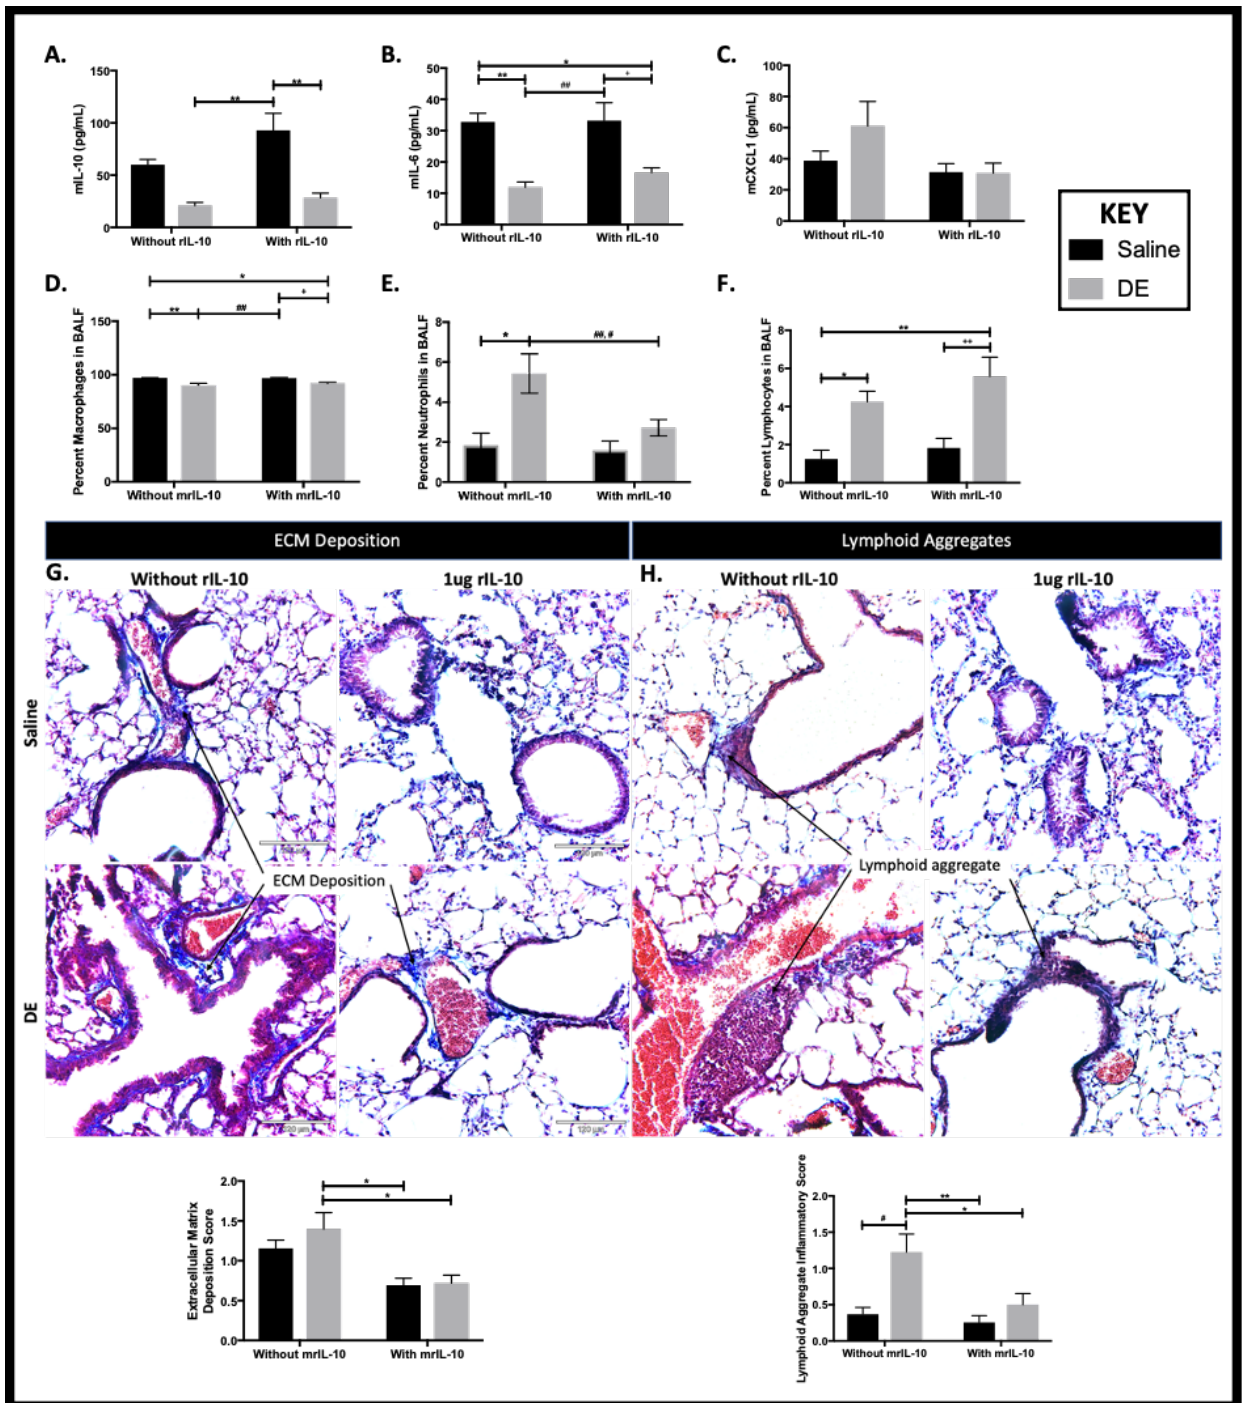 A.
mIL-10 (pg/mL)
150
100
50
0
**
**
Without rIL-10
With rIL-10
B.
mIL-6 (pg/mL)
50
40
30
20
10
0
*
**
+
##
Without rIL-10
With rIL-10
C.
mCXCL1 (pg/mL)
100
80
60
40
20
0
Without rIL-10
With rIL-10
KEY
Saline
DE
D.
Percent Macrophages in BALF
150
100
50
0
*
+
**
##
Without mrIL-10
With mrIL-10
E.
Percent Neutrophils in BALF
8
6
4
2
0
*
##, #
Without mrIL-10
With mrIL-10
F.
Percent Lymphocytes in BALF
8
6
4
2
0
**
++
*
Without mrIL-10
With mrIL-10
ECM Deposition
Lymphoid Aggregates
G.
Without rIL-10
1ug rIL-10
H.
Without rIL-10
1ug rIL-10
Saline
ECM Deposition
Lymphoid aggregate
DE
Extracellular Matrix
Deposition Score
2.0
1.5
1.0
0.5
0.0
*
*
Without mrIL-10
With mrIL-10
Lymphoid Aggregate Inflammatory Score
2.0
1.5
1.0
0.5
0.0
**
*
#
Without mrIL-10
With mrIL-10